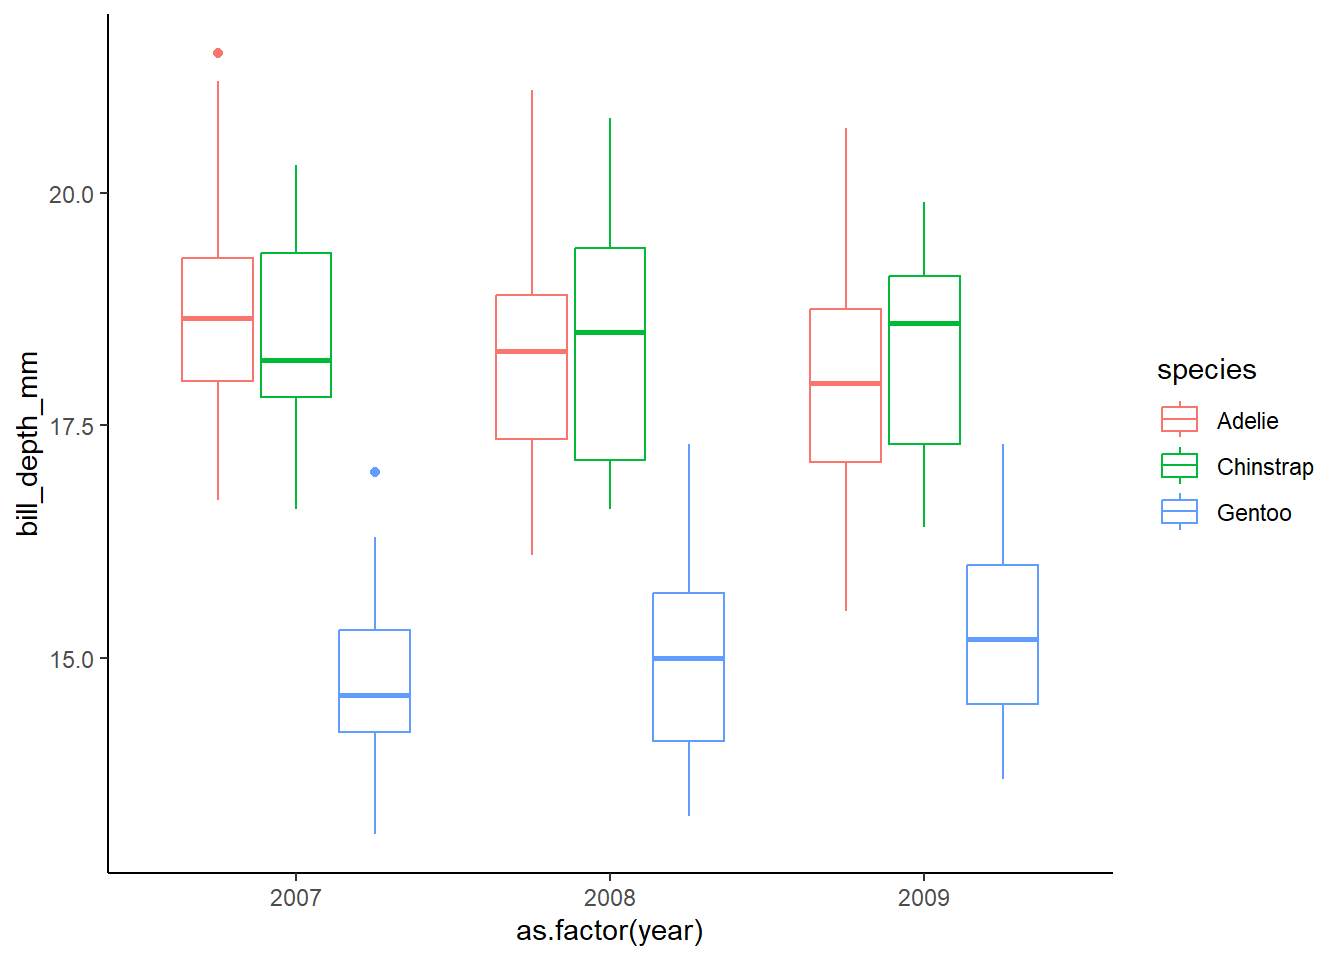 bill_depth_mm
20.0
17.5
15.0
2007 2008 2009
as.factor(year)
species
Adelie
Chinstrap
Gentoo